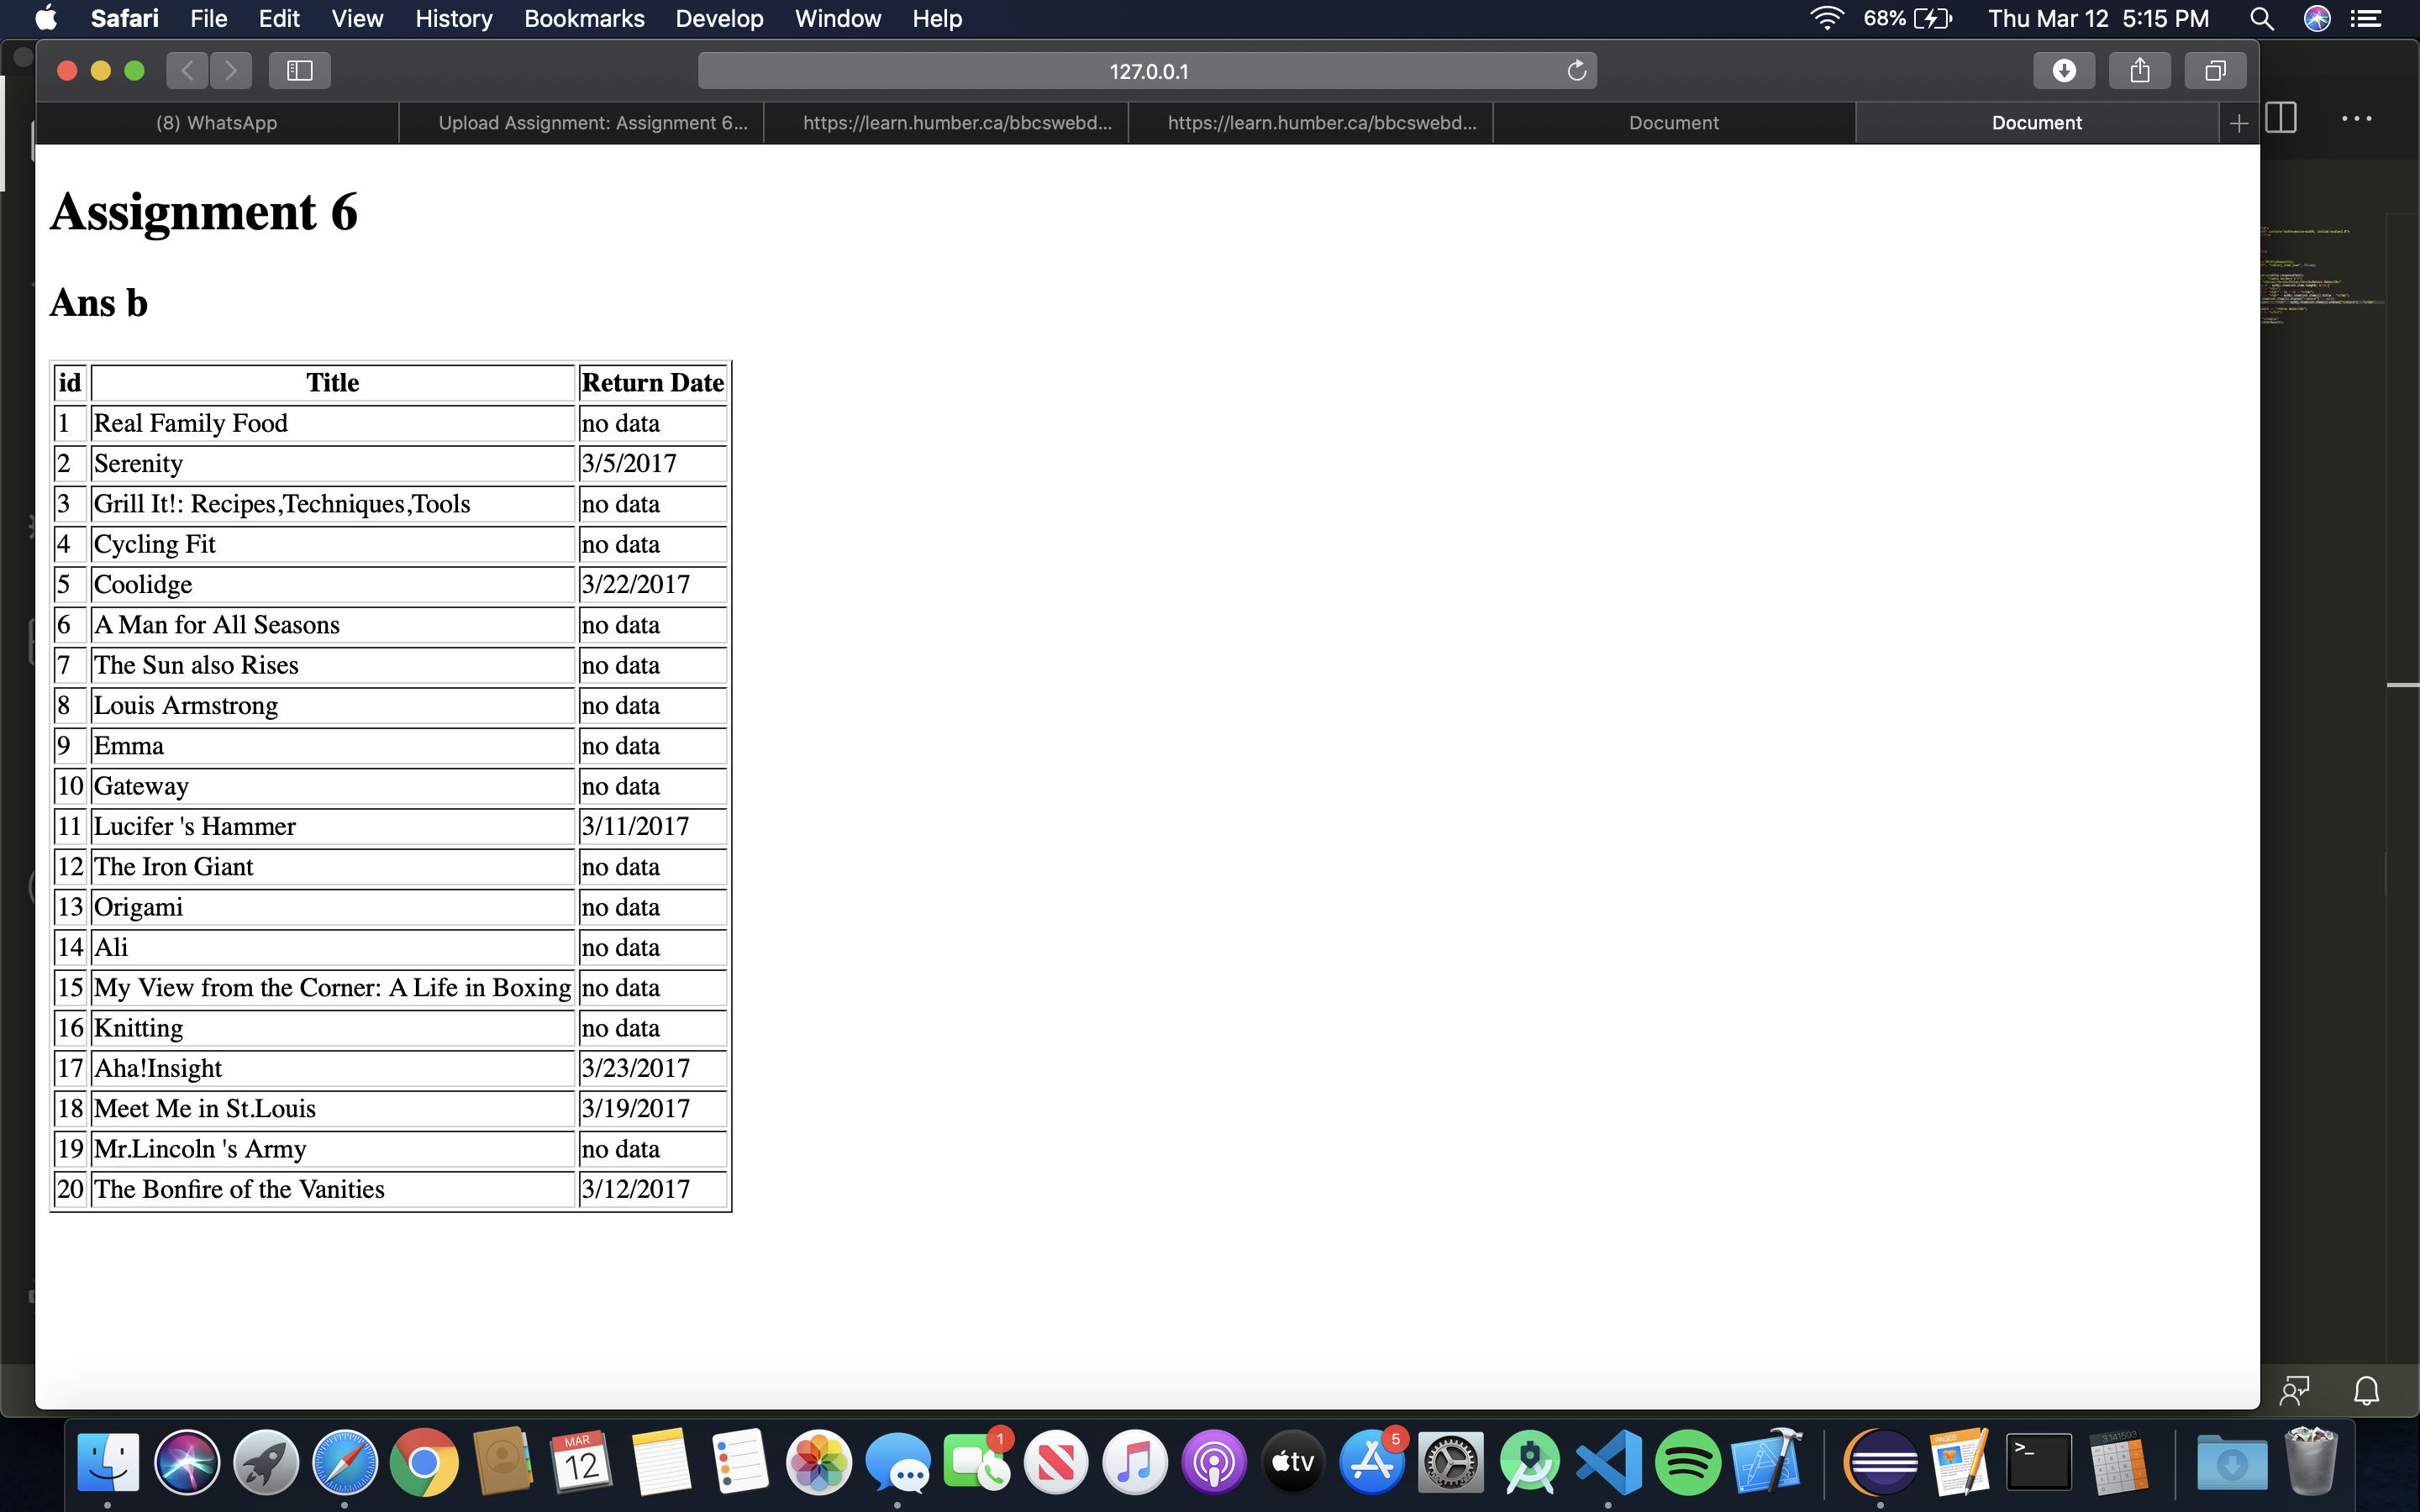 Safari File Edit View History Bookmarks Develop Window Help 68% Thu Mar 12 5:15 PM
127.0.0.1
(8) WhatsApp Upload Assignment: Assignment 6... https://learn.humber.ca/bbcswebd... https://learn.humber.ca/bbcswebd... Document Document
Assignment 6
Ans b
id Title Return Date
1 Real Family Food no data
2 Serenity 3/5/2017
3 Grill It!: Recipes,Techniques,Tools no data
4 Cycling Fit no data
5 Coolidge 3/22/2017
6 A Man for All Seasons no data
7 The Sun also Rises no data
8 Louis Armstrong no data
9 Emma no data
10 Gateway no data
11 Lucifer 's Hammer 3/11/2017
12 The Iron Giant no data
13 Origami no data
14 Ali no data
15 My View from the Corner: A Life in Boxing no data
16 Knitting no data
17 Aha!Insight 3/23/2017
18 Meet Me in St.Louis 3/19/2017
19 Mr.Lincoln 's Army no data
20 The Bonfire of the Vanities 3/12/2017
MAR
12
1
tv
5
PAGES
>_
3.141593